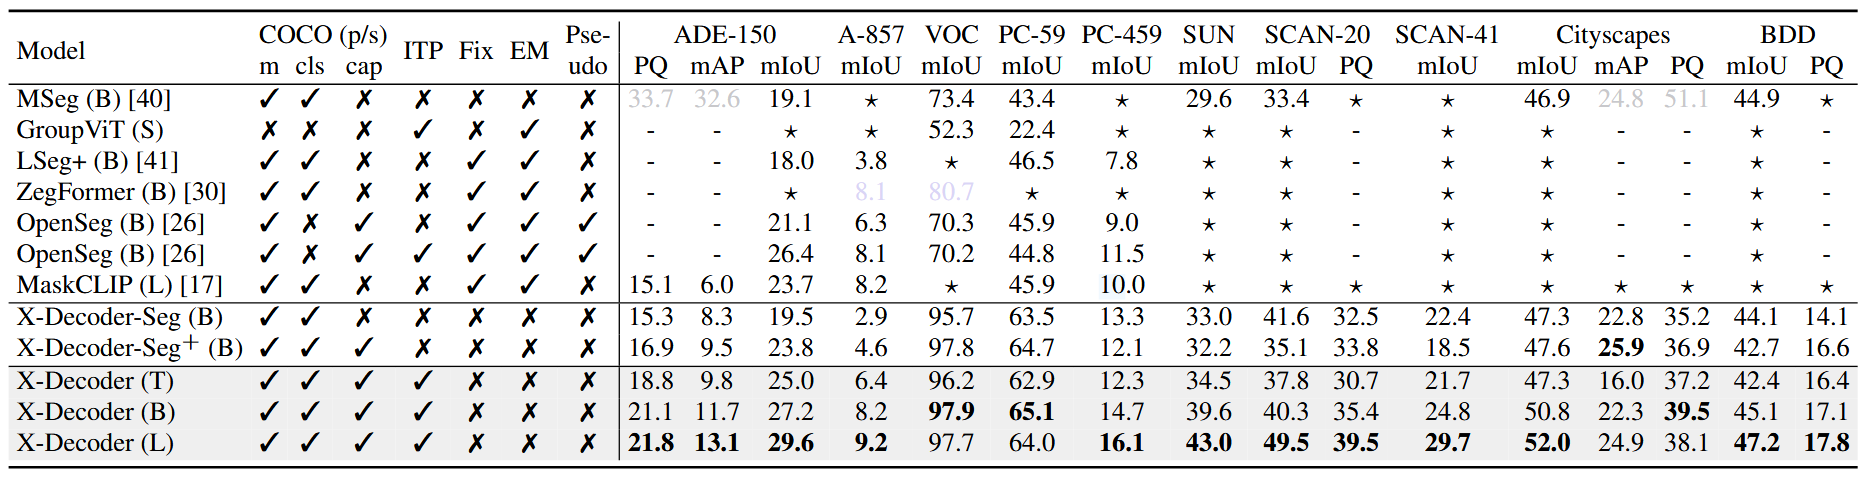 Model COCO (p/s) ITP Fix EM Pse- ADE-150 A-857 VOC PC-59 PC-459 SUN SCAN-20 SCAN-41 Cityscapes BDD
m cls cap udo PQ mAP mIoU mIoU mIoU mIoU mIoU mIoU mIoU PQ mIoU mIoU mAP PQ mIoU PQ
MSeg (B) [40] ✓ ✓ ✗ ✗ ✗ ✗ ✗ 33.7 32.6 19.1 ⋆ 73.4 43.4 ⋆ 29.6 33.4 ⋆ ⋆ 46.9 24.8 51.1 44.9 ⋆
GroupViT (S) ✗ ✗ ✗ ✓ ✗ ✓ ✗ - - ⋆ ⋆ 52.3 22.4 ⋆ ⋆ ⋆ - ⋆ ⋆ - - ⋆ -
LSeg+ (B) [41] ✓ ✓ ✗ ✗ ✓ ✓ ✗ - - 18.0 3.8 ⋆ 46.5 7.8 ⋆ ⋆ - ⋆ ⋆ - - ⋆ -
ZegFormer (B) [30] ✓ ✓ ✗ ✗ ✓ ✓ ✗ - - ⋆ 8.1 80.7 ⋆ ⋆ ⋆ ⋆ - ⋆ ⋆ - - ⋆ -
OpenSeg (B) [26] ✓ ✗ ✓ ✗ ✓ ✓ ✓ - - 21.1 6.3 70.3 45.9 9.0 ⋆ ⋆ - ⋆ ⋆ - - ⋆ -
OpenSeg (B) [26] ✓ ✗ ✓ ✓ ✓ ✓ ✓ - - 26.4 8.1 70.2 44.8 11.5 ⋆ ⋆ - ⋆ ⋆ - - ⋆ -
MaskCLIP (L) [17] ✓ ✓ ✗ ✗ ✓ ✓ ✗ 15.1 6.0 23.7 8.2 ⋆ 45.9 10.0 ⋆ ⋆ ⋆ ⋆ ⋆ ⋆ ⋆ ⋆ ⋆
X-Decoder-Seg (B) ✓ ✓ ✗ ✗ ✗ ✗ ✗ 15.3 8.3 19.5 2.9 95.7 63.5 13.3 33.0 41.6 32.5 22.4 47.3 22.8 35.2 44.1 14.1
X-Decoder-Seg⁺ (B) ✓ ✓ ✓ ✗ ✗ ✗ ✗ 16.9 9.5 23.8 4.6 97.8 64.7 12.1 32.2 35.1 33.8 18.5 47.6 25.9 36.9 42.7 16.6
X-Decoder (T) ✓ ✓ ✓ ✓ ✗ ✗ ✗ 18.8 9.8 25.0 6.4 96.2 62.9 12.3 34.5 37.8 30.7 21.7 47.3 16.0 37.2 42.4 16.4
X-Decoder (B) ✓ ✓ ✓ ✓ ✗ ✗ ✗ 21.1 11.7 27.2 8.2 97.9 65.1 14.7 39.6 40.3 35.4 24.8 50.8 22.3 39.5 45.1 17.1
X-Decoder (L) ✓ ✓ ✓ ✓ ✗ ✗ ✗ 21.8 13.1 29.6 9.2 97.7 64.0 16.1 43.0 49.5 39.5 29.7 52.0 24.9 38.1 47.2 17.8